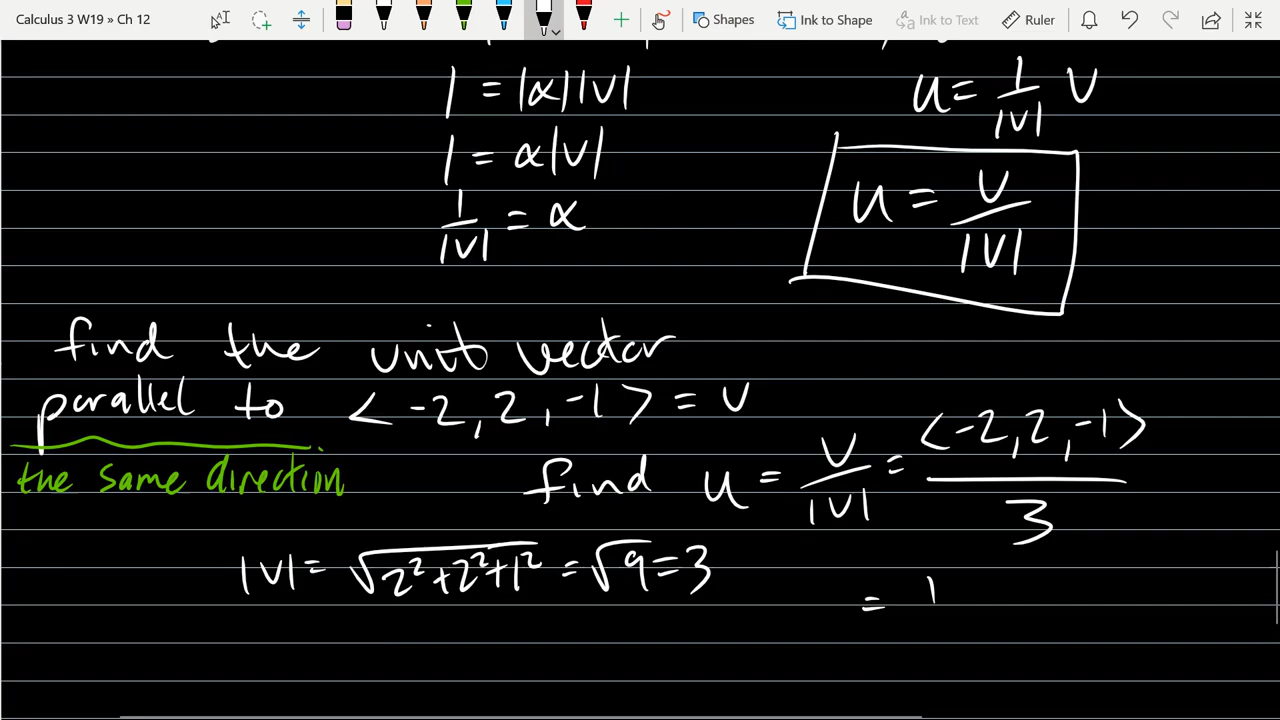 Calculus 3 W19 » Ch 12
Shapes
Ink to Shape
Ink to Text
Ruler
1 = |α||v|
1 = α|v|
1/|v| = α
u = 1/|v| v
u = v/|v|
find the unit vector
parallel to < -2, 2, -1 > = v
the same direction
find u = v/|v| = <-2, 2, -1>/3
|v| = √2²+2²+1² = √9 = 3
= 1